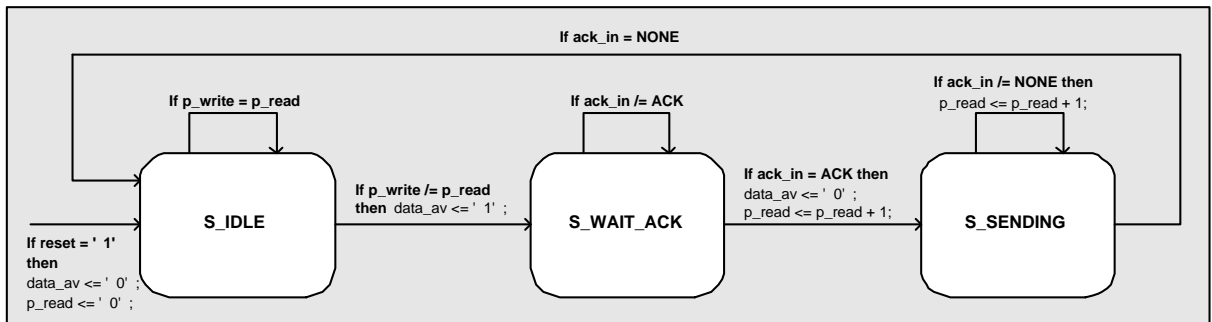 If ack_in = NONE
If p_write = p_read
If ack_in /= ACK
If ack_in /= NONE then
p_read <= p_read + 1;
S_IDLE
If p_write /= p_read
then data_av <= ' 1' ;
S_WAIT_ACK
If ack_in = ACK then
data_av <= ' 0' ;
p_read <= p_read + 1;
S_SENDING
If reset = ' 1'
then
data_av <= ' 0' ;
p_read <= ' 0' ;